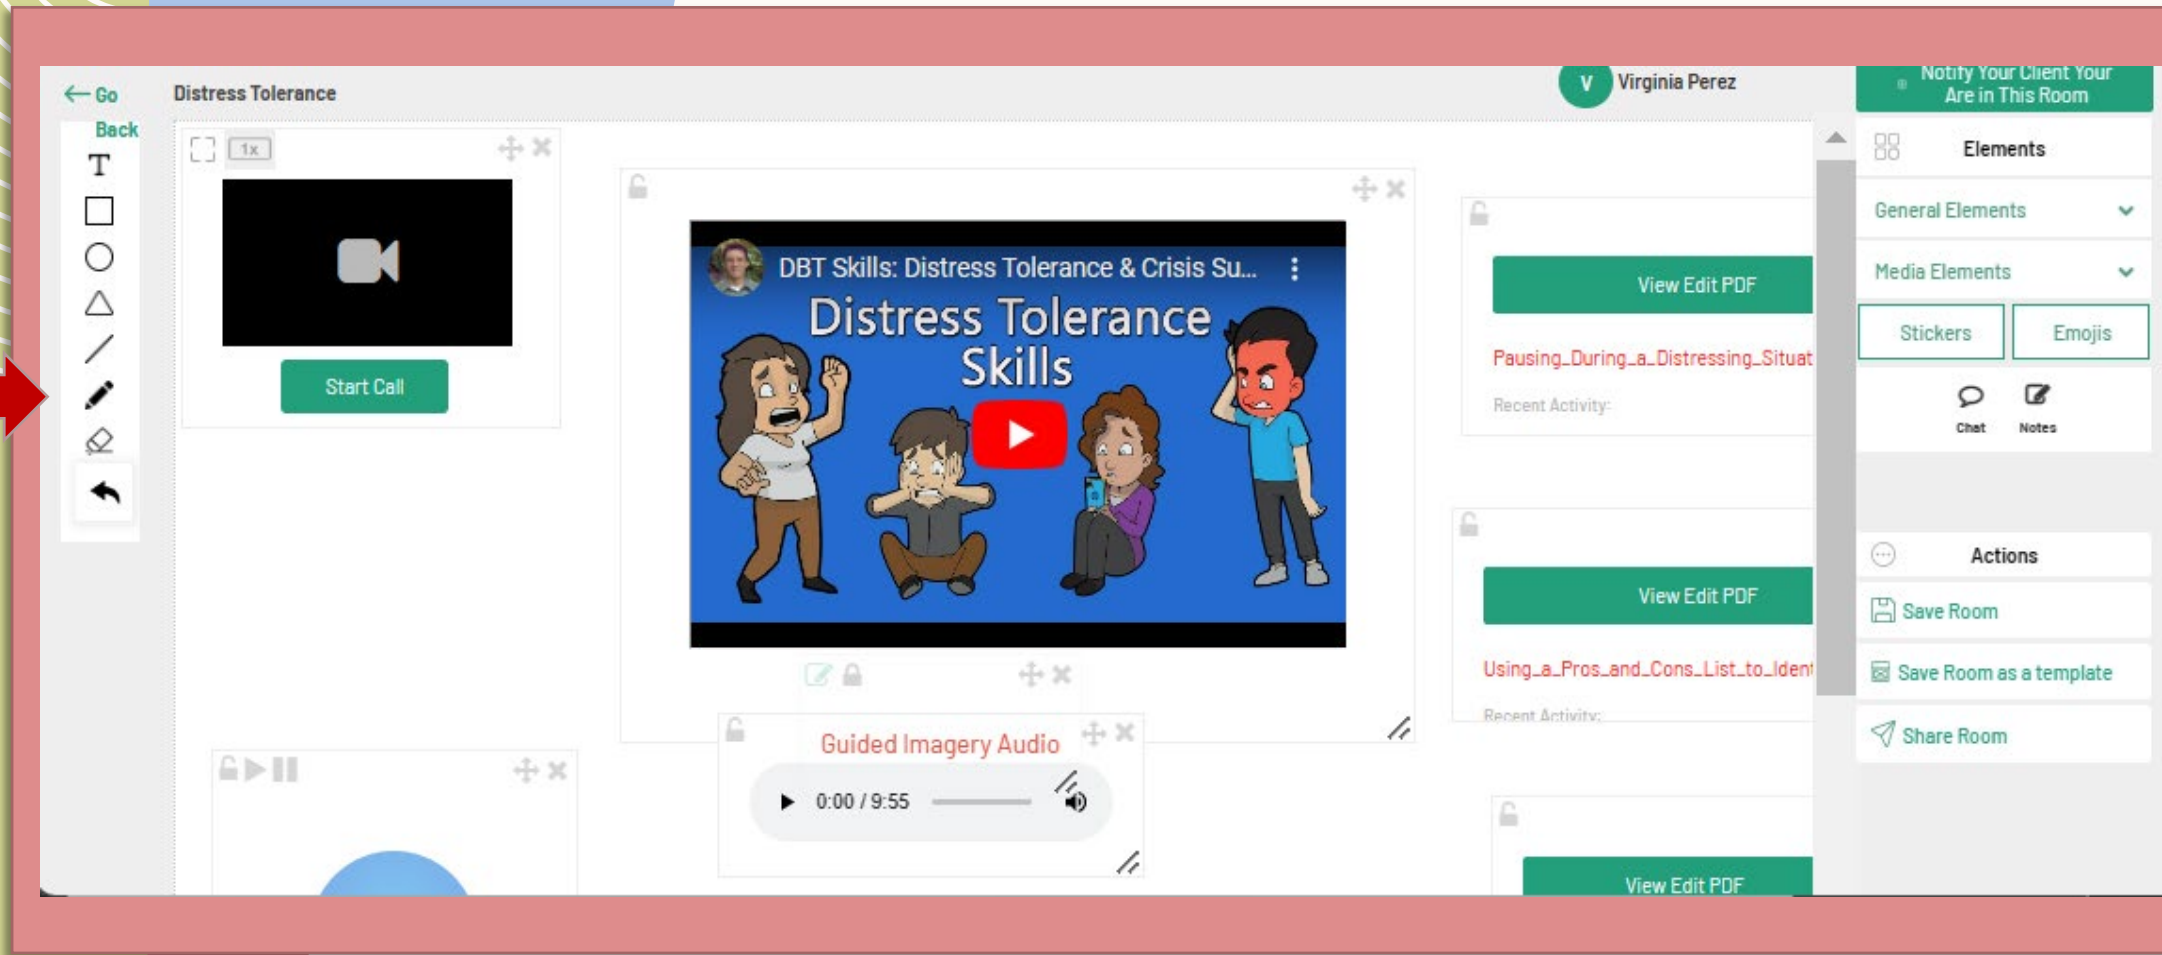 Go
Back
Distress Tolerance
V
Virginia Perez
Notify Your Client Your
Are in This Room
T
1x
Start Call
DBT Skills: Distress Tolerance & Crisis Su...
Distress Tolerance
Skills
View Edit PDF
Pausing_During_a_Distressing_Situat
Recent Activity:
View Edit PDF
Using_a_Pros_and_Cons_List_to_Iden
Recent Activity:
View Edit PDF
Guided Imagery Audio
0:00 / 9:55
Elements
General Elements
Media Elements
Stickers
Emojis
Chat
Notes
Actions
Save Room
Save Room as a template
Share Room